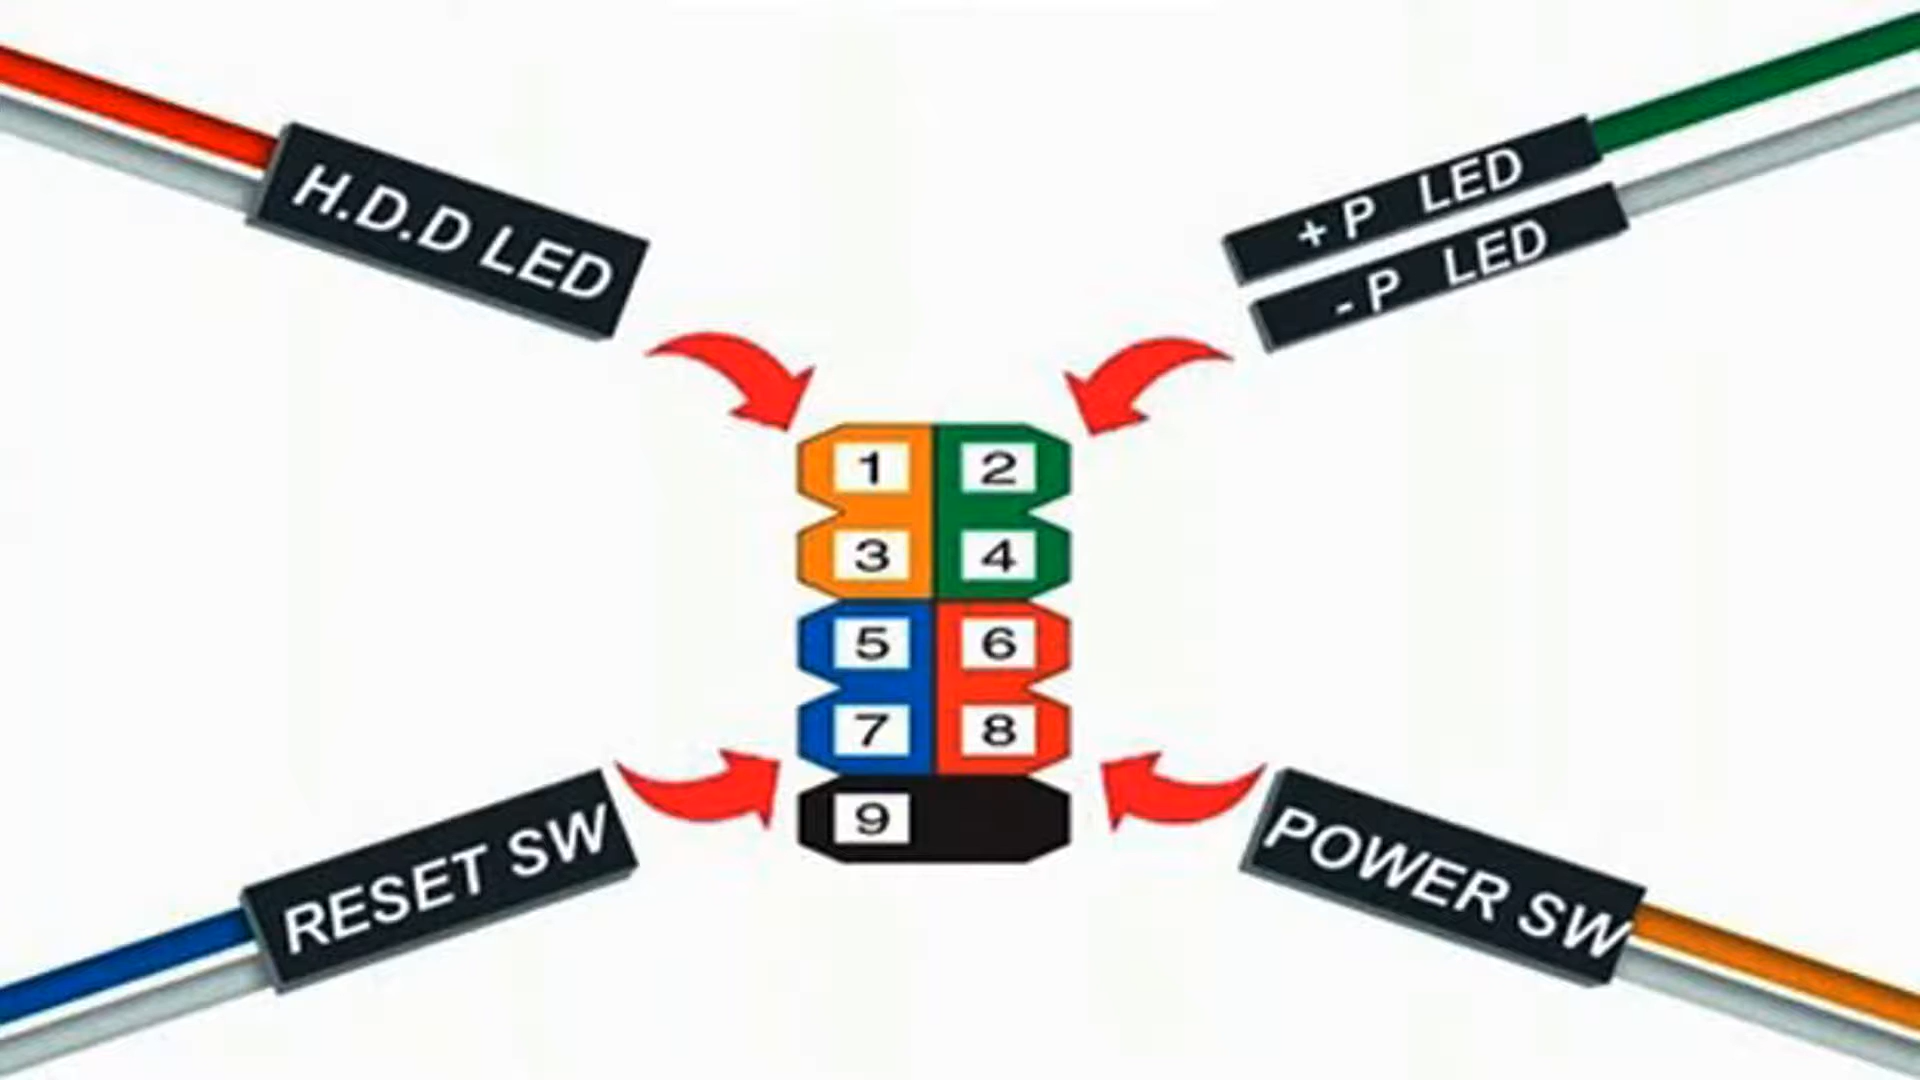 H.D.D LED
+ P LED
- P LED
1 2
3 4
5 6
7 8
9
RESET SW
POWER SW